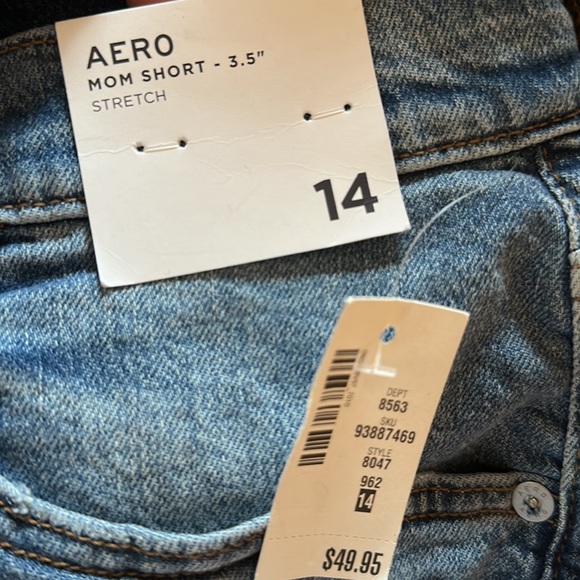 AERO
MOM SHORT - 3.5"
STRETCH
14
DEPT
8563
SKU
93887469
STYLE
8047
962
14
$49.95